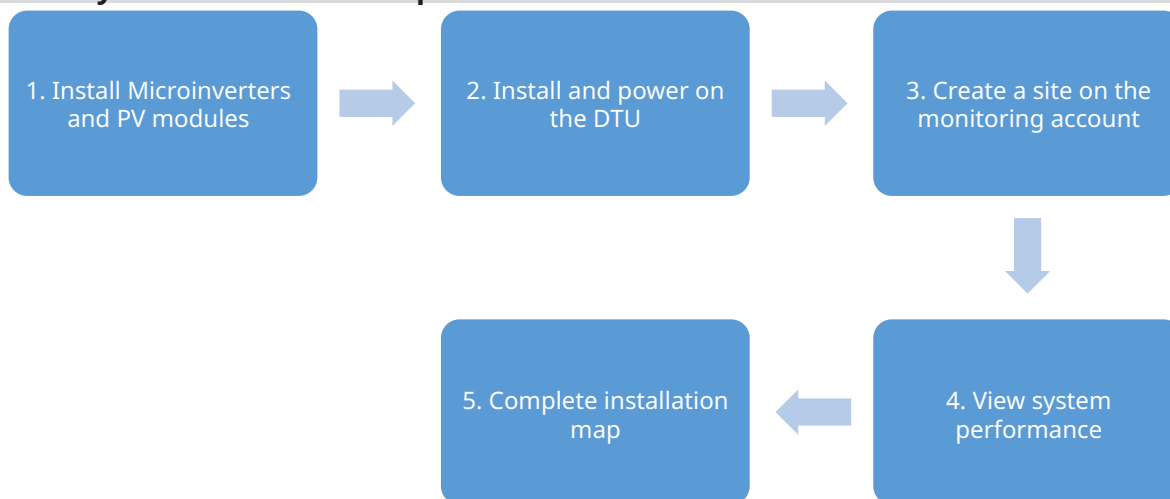 1. Install Microinverters
and PV modules
2. Install and power on
the DTU
3. Create a site on the
monitoring account
4. View system
performance
5. Complete installation
map